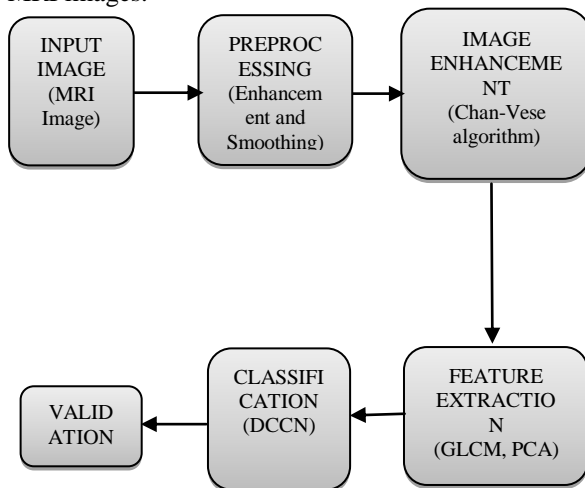 MRI images.
INPUT
IMAGE
(MRI
Image)
PREPROC
ESSING
(Enhancem
ent and
Smoothing)
IMAGE
ENHANCEME
NT
(Chan-Vese
algorithm)
FEATURE
EXTRACTIO
N
(GLCM, PCA)
CLASSIFI
CATION
(DCCN)
VALID
ATION